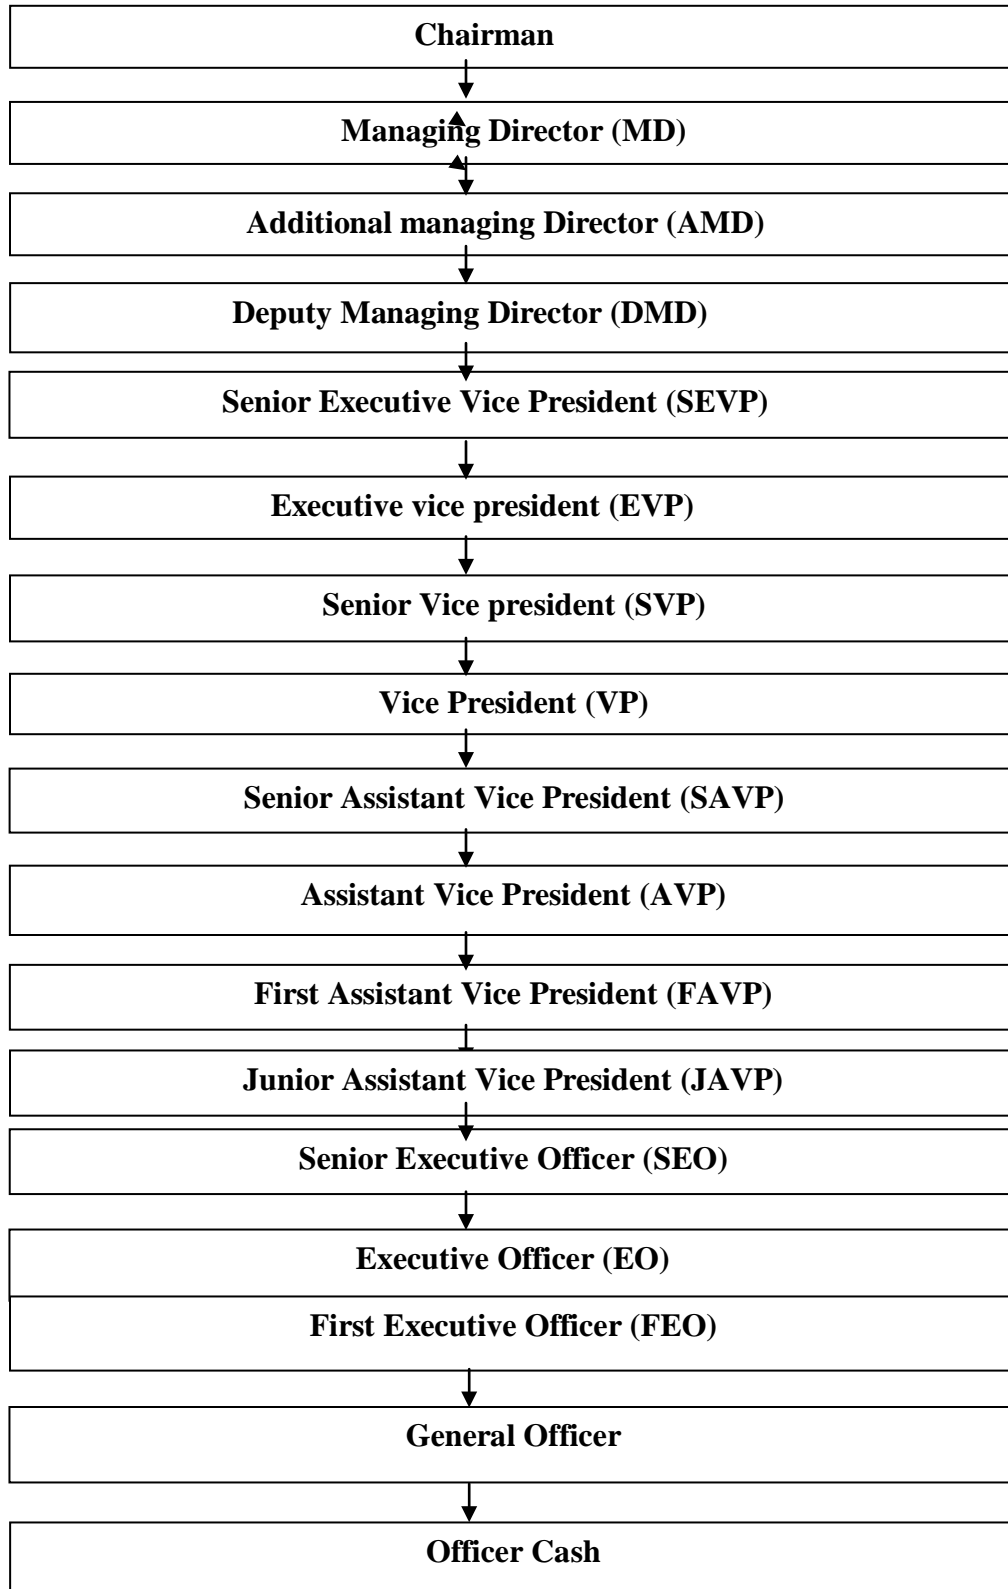 Chairman
Managing Director (MD)
Additional managing Director (AMD)
Deputy Managing Director (DMD)
Senior Executive Vice President (SEVP)
Executive vice president (EVP)
Senior Vice president (SVP)
Vice President (VP)
Senior Assistant Vice President (SAVP)
Assistant Vice President (AVP)
First Assistant Vice President (FAVP)
Junior Assistant Vice President (JAVP)
Senior Executive Officer (SEO)
Executive Officer (EO)
First Executive Officer (FEO)
General Officer
Officer Cash